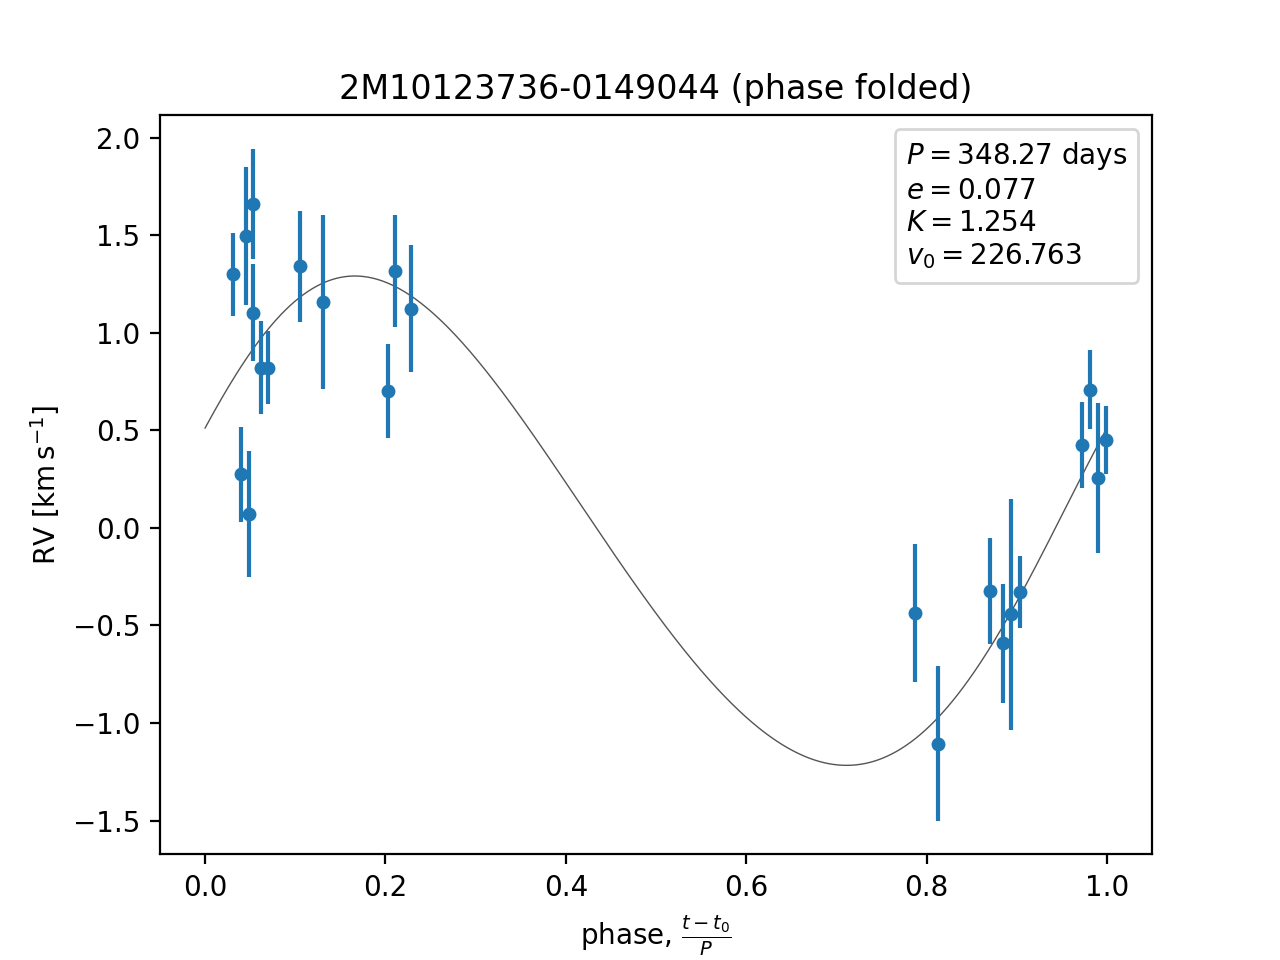 2M10123736-0149044 (phase folded)
P = 348.27 days
e = 0.077
K = 1.254
v₀ = 226.763
RV [km s⁻¹]
2.0
1.5
1.0
0.5
0.0
−0.5
−1.0
−1.5
0.0 0.2 0.4 0.6 0.8 1.0
phase, (t − t₀)/P